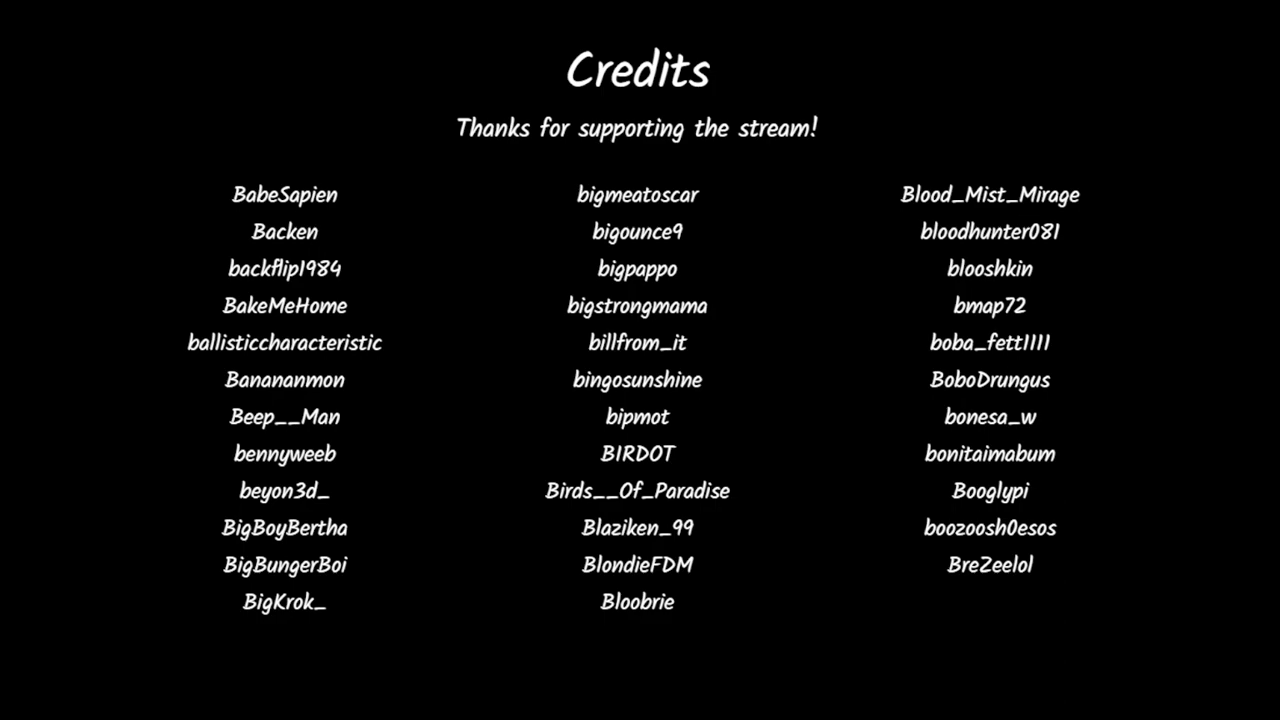 Credits
Thanks for supporting the stream!
BabeSapien
Backen
backflip1984
BakeMeHome
ballisticcharacteristic
Banananmon
Beep__Man
bennyweeb
beyon3d_
BigBoyBertha
BigBungerBoi
BigKrok_
bigmeatoscar
bigounce9
bigpappo
bigstrongmama
billfrom_it
bingosunshine
bipmot
BIRDOT
Birds__Of_Paradise
Blaziken_99
BlondieFDM
Bloobrie
Blood_Mist_Mirage
bloodhunter081
blooshkin
bmap72
boba_fett1111
BoboDrungus
bonesa_w
bonitaimabum
Booglypi
boozoosh0esos
BreZeelol